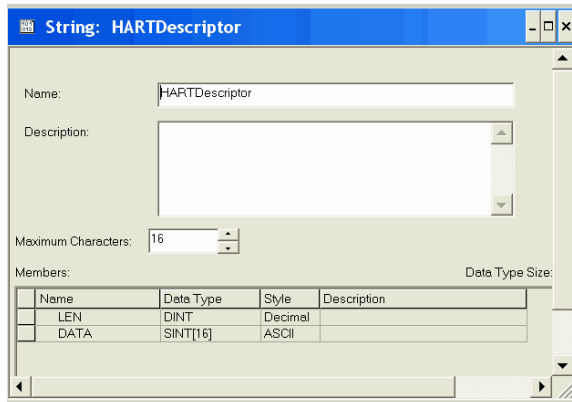 String: HARTDescriptor
Name: HARTDescriptor
Description:
Maximum Characters: 16
Members: Data Type Size:
Name Data Type Style Description
LEN DINT Decimal
DATA SINT[16] ASCII